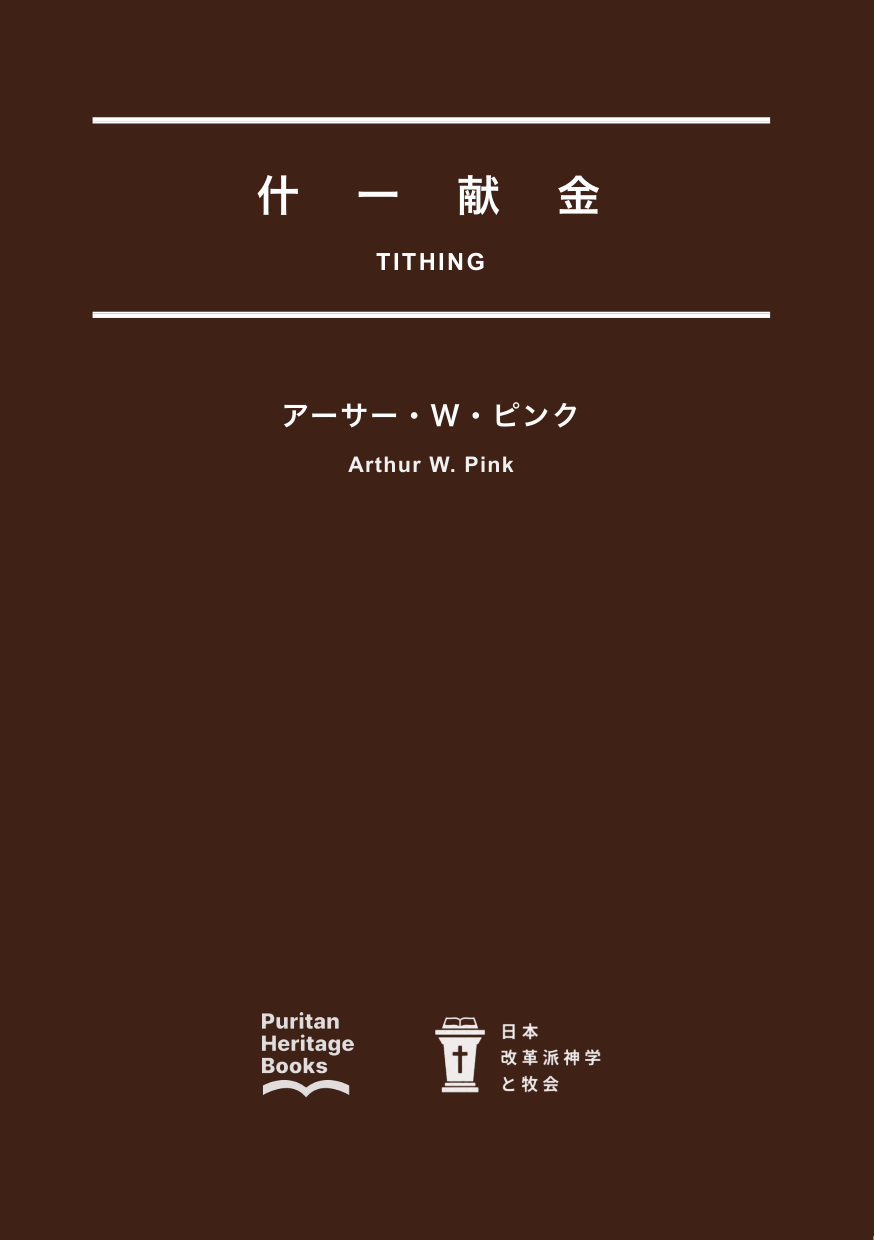 什一献金
TITHING
アーサー・W・ピンク
Arthur W. Pink
Puritan
Heritage
Books
日本
改革派神学
と牧会